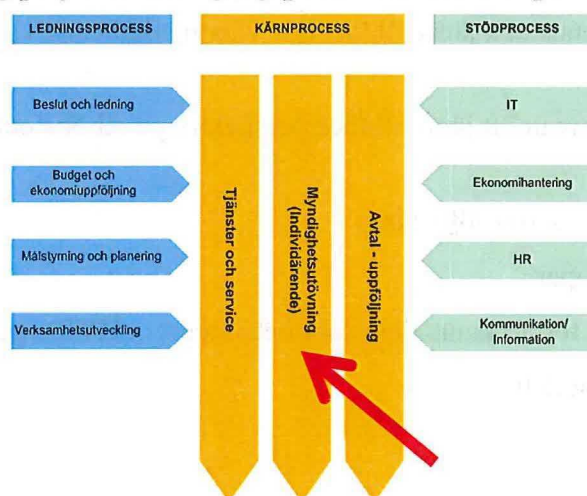 LEDNINGSPROCESS
KÄRNPROCESS
STÖDPROCESS
Beslut och ledning
Budget och
ekonomiuppföljning
Målstyrning och planering
Verksamhetsutveckling
Tjänster och service
Myndighetsutövning
(Individärende)
Avtal - uppföljning
IT
Ekonomihantering
HR
Kommunikation/
Information